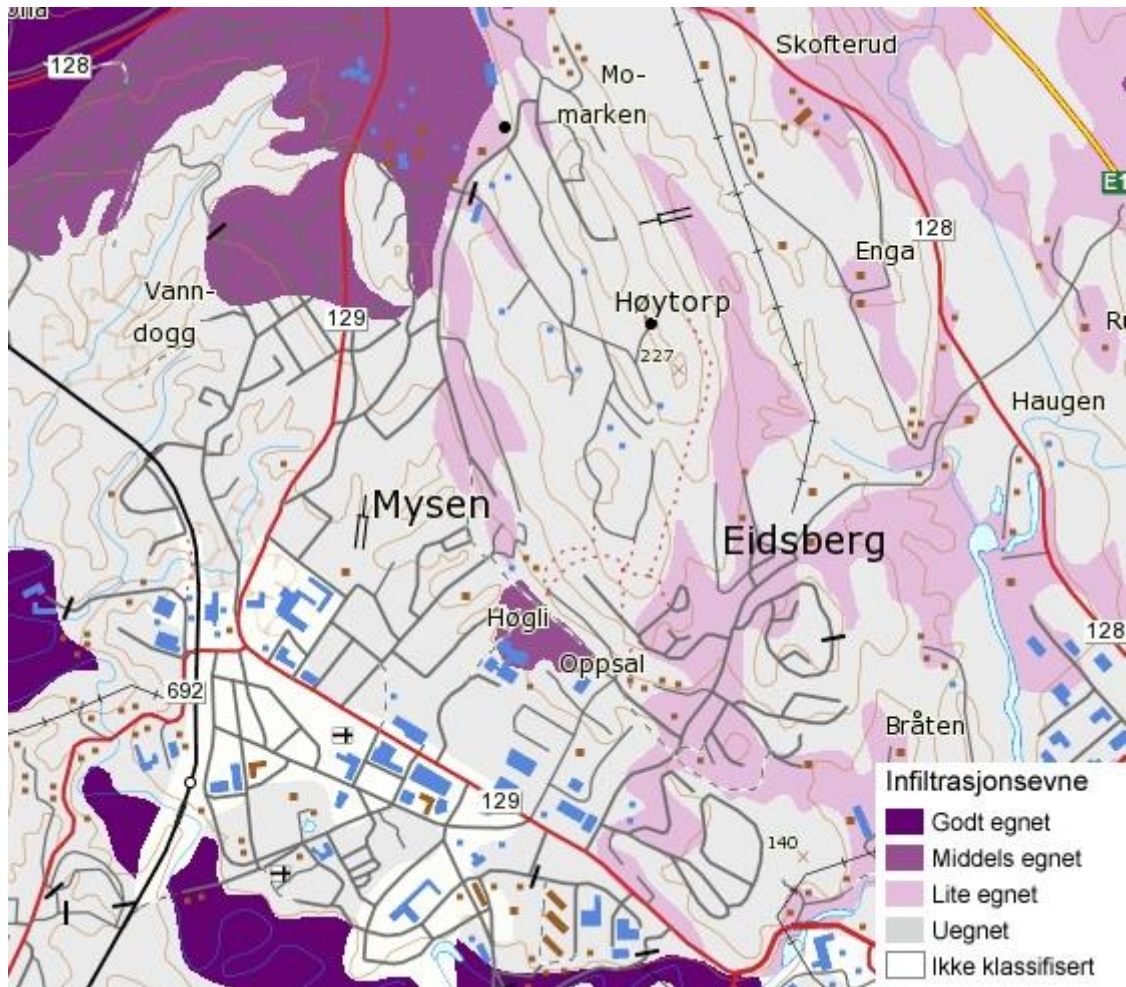 128
Skofterud
Mo-
marken
E1
128
Enga
Vann-
dogg
129
Høytorp
227
Haugen
Mysen
Eidsberg
Høgli
Oppsal
128
692
Bråten
129
140
Infiltrasjonsevne
Godt egnet
Middels egnet
Lite egnet
Uegnet
Ikke klassifisert